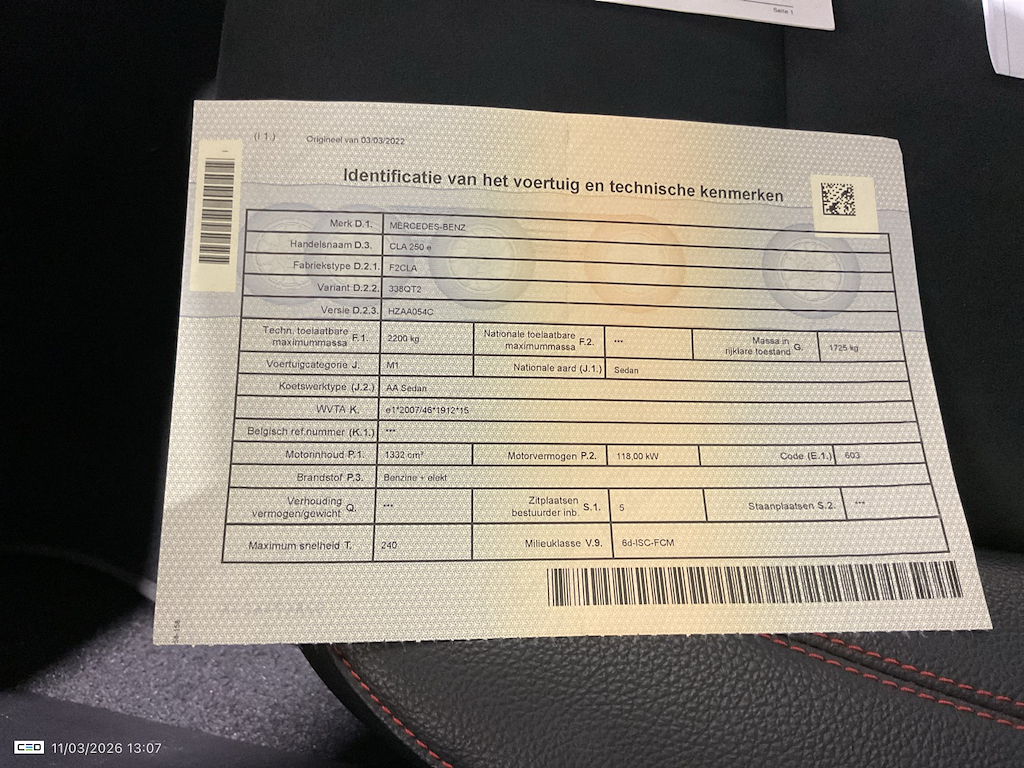 Seite 1
(I 1.) Origineel van 03/03/2022
Identificatie van het voertuig en technische kenmerken
Merk D.1. MERCEDES-BENZ
Handelsnaam D.3. CLA 250 e
Fabriekstype D.2.1. F2CLA
Variant D.2.2. 338QT2
Versie D.2.3. HZAA054C
Techn. toelaatbare maximummassa F.1. 2200 kg Nationale toelaatbare maximummassa F.2. *** Massa in rijklare toestand G. 1725 kg
Voertuigcategorie J. M1 Nationale aard (J.1.) Sedan
Koetswerktype (J.2.) AA Sedan
WVTA K. e1*2007/46*1912*15
Belgisch ref.nummer (K.1.) ***
Motorinhoud P.1. 1332 cm³ Motorvermogen P.2. 118,00 kW Code (E.1.) 603
Brandstof P.3. Benzine + elekt
Verhouding vermogen/gewicht Q. *** Zitplaatsen bestuurder inb. S.1. 5 Staanplaatsen S.2. ***
Maximum snelheid T. 240 Milieuklasse V.9. 6d-ISC-FCM
CEO 11/03/2026 13:07